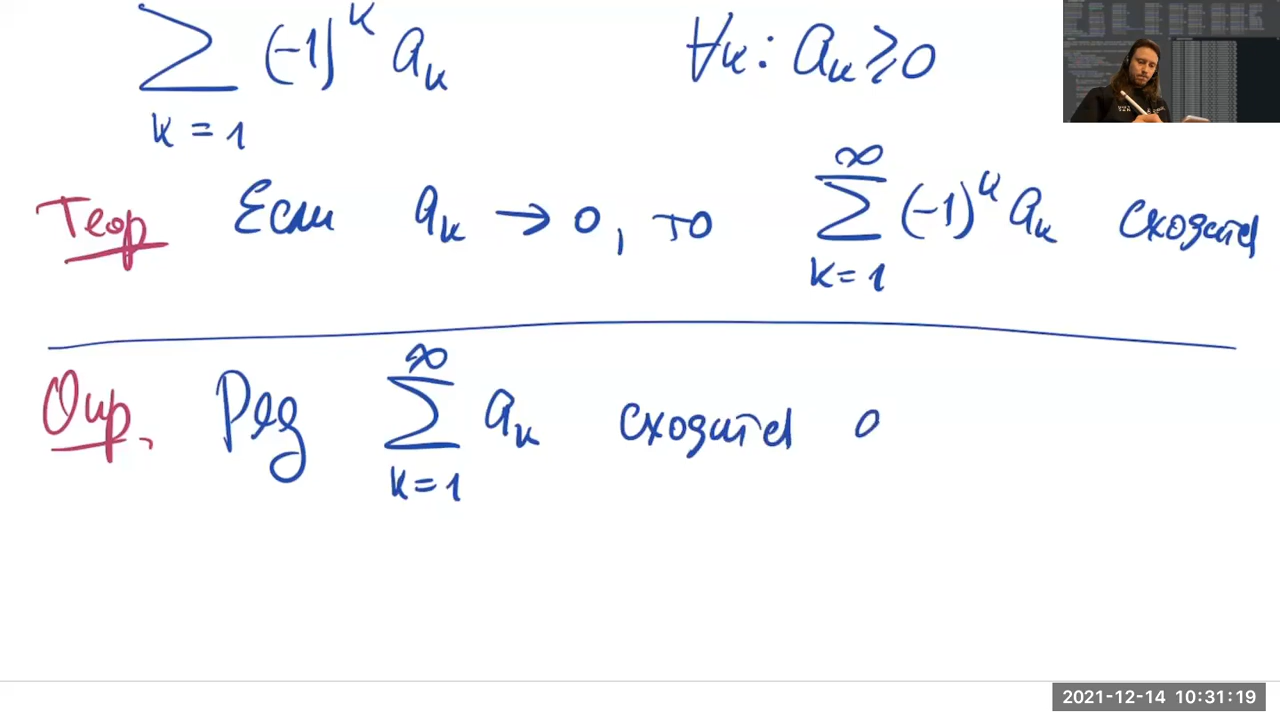 ∑ (-1)^k a_k ∀k: a_k ⩾ 0
k = 1
Теор Если a_k → 0, то ∑_{k=1}^{∞} (-1)^k a_k сходится
Опр. Ряд ∑_{k=1}^{∞} a_k сходится о
2021-12-14 10:31:19